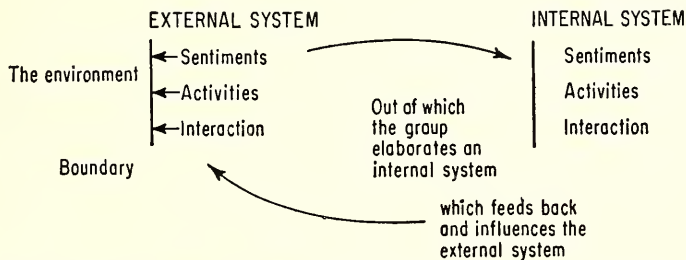 EXTERNAL SYSTEM
INTERNAL SYSTEM
The environment
Sentiments
Activities
Interaction
Boundary
Out of which
the group
elaborates an
internal system
Sentiments
Activities
Interaction
which feeds back
and influences the
external system